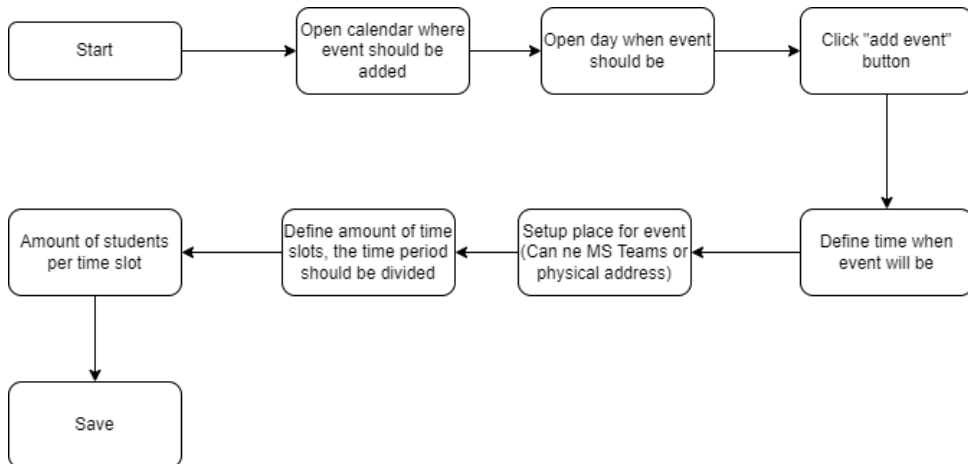 Start
Open calendar where
event should be
added
Open day when event
should be
Click "add event"
button
Define time when
event will be
Setup place for event
(Can ne MS Teams or
physical address)
Define amount of time
slots, the time period
should be divided
Amount of students
per time slot
Save